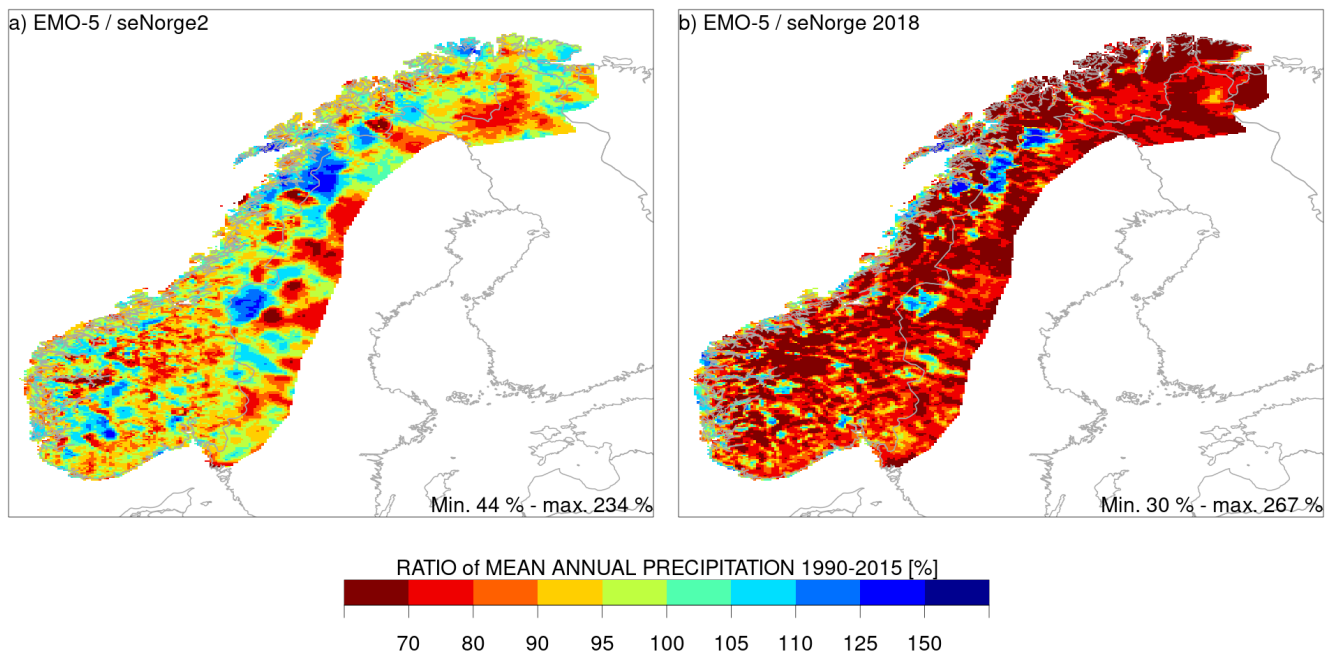 a) EMO-5 / seNorge2
b) EMO-5 / seNorge 2018
Min. 44 % - max. 234 %
Min. 30 % - max. 267 %
RATIO of MEAN ANNUAL PRECIPITATION 1990-2015 [%]
70 80 90 95 100 105 110 125 150